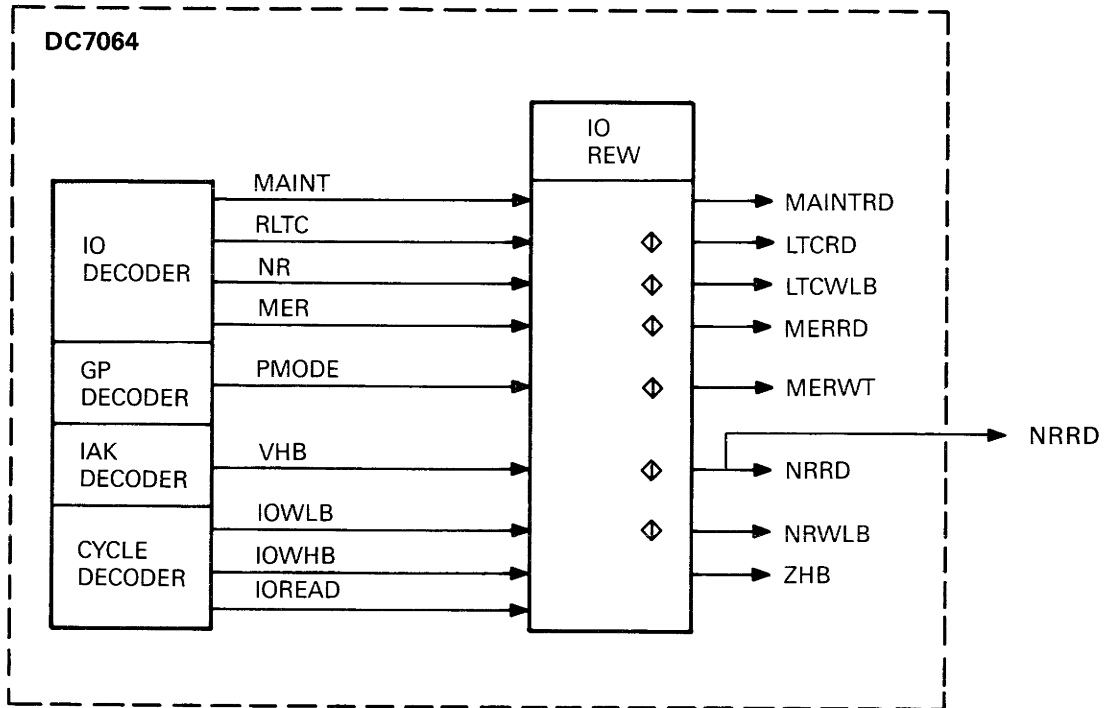 DC7064
IO
REW
IO
DECODER
GP
DECODER
IAK
DECODER
CYCLE
DECODER
MAINT
RLTC
NR
MER
PMODE
VHB
IOWLB
IOWHB
IOREAD
MAINTRD
LTCRD
LTCWLB
MERRD
MERWT
NRRD
NRWLB
ZHB
NRRD